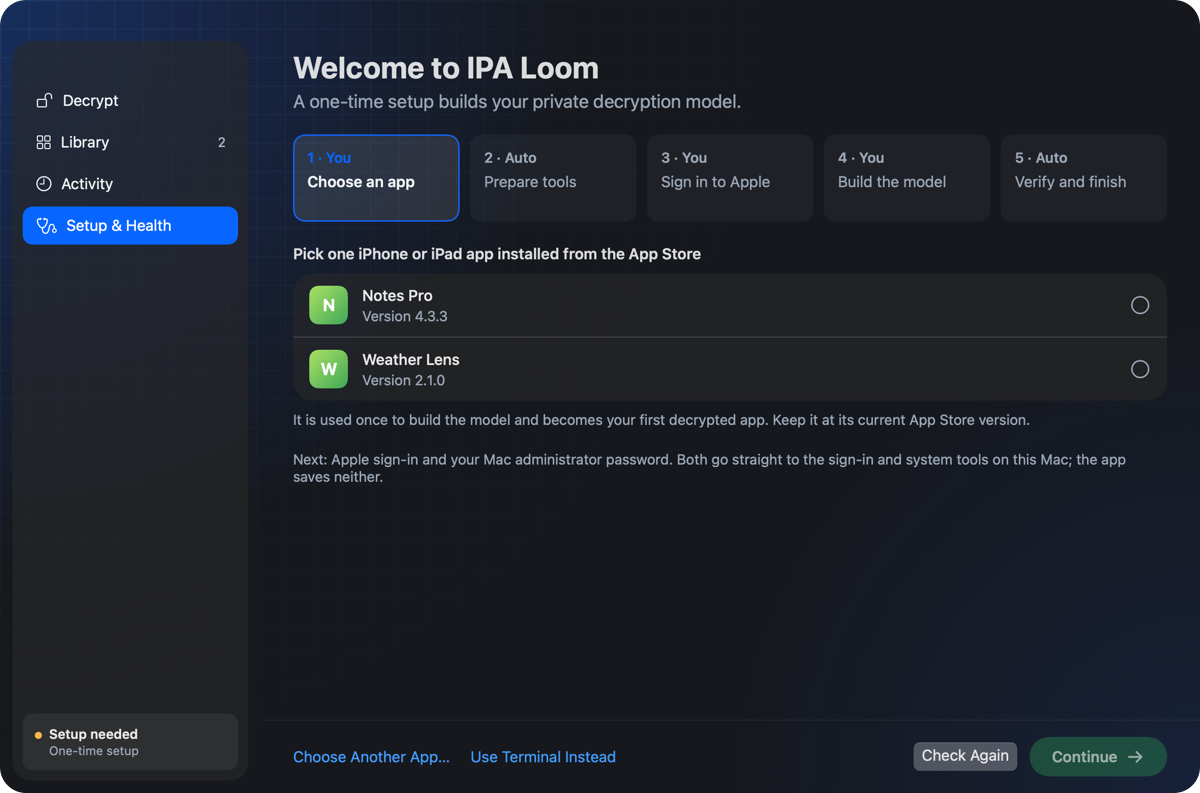 Decrypt
Library 2
Activity
Setup & Health
Setup needed
One-time setup
Welcome to IPA Loom
A one-time setup builds your private decryption model.
1 · You
Choose an app
2 · Auto
Prepare tools
3 · You
Sign in to Apple
4 · You
Build the model
5 · Auto
Verify and finish
Pick one iPhone or iPad app installed from the App Store
N
Notes Pro
Version 4.3.3
W
Weather Lens
Version 2.1.0
It is used once to build the model and becomes your first decrypted app. Keep it at its current App Store version.
Next: Apple sign-in and your Mac administrator password. Both go straight to the sign-in and system tools on this Mac; the app
saves neither.
Choose Another App...
Use Terminal Instead
Check Again
Continue →